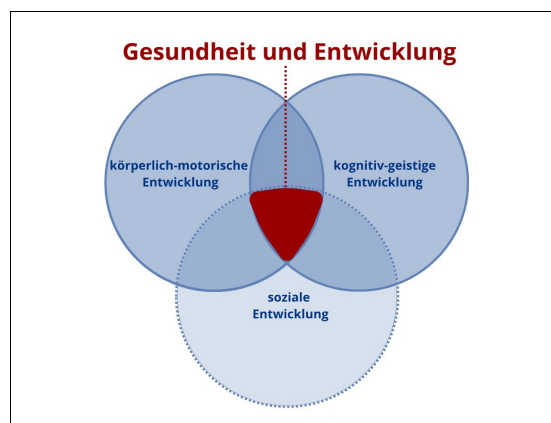 Gesundheit und Entwicklung
körperlich-motorische
Entwicklung
kognitiv-geistige
Entwicklung
soziale
Entwicklung